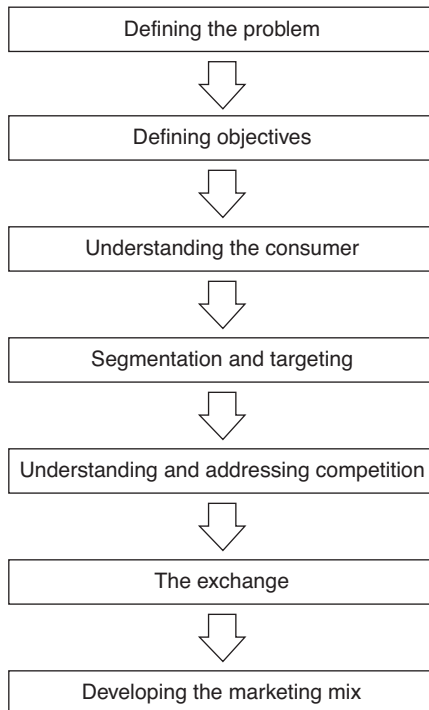 Defining the problem
Defining objectives
Understanding the consumer
Segmentation and targeting
Understanding and addressing competition
The exchange
Developing the marketing mix